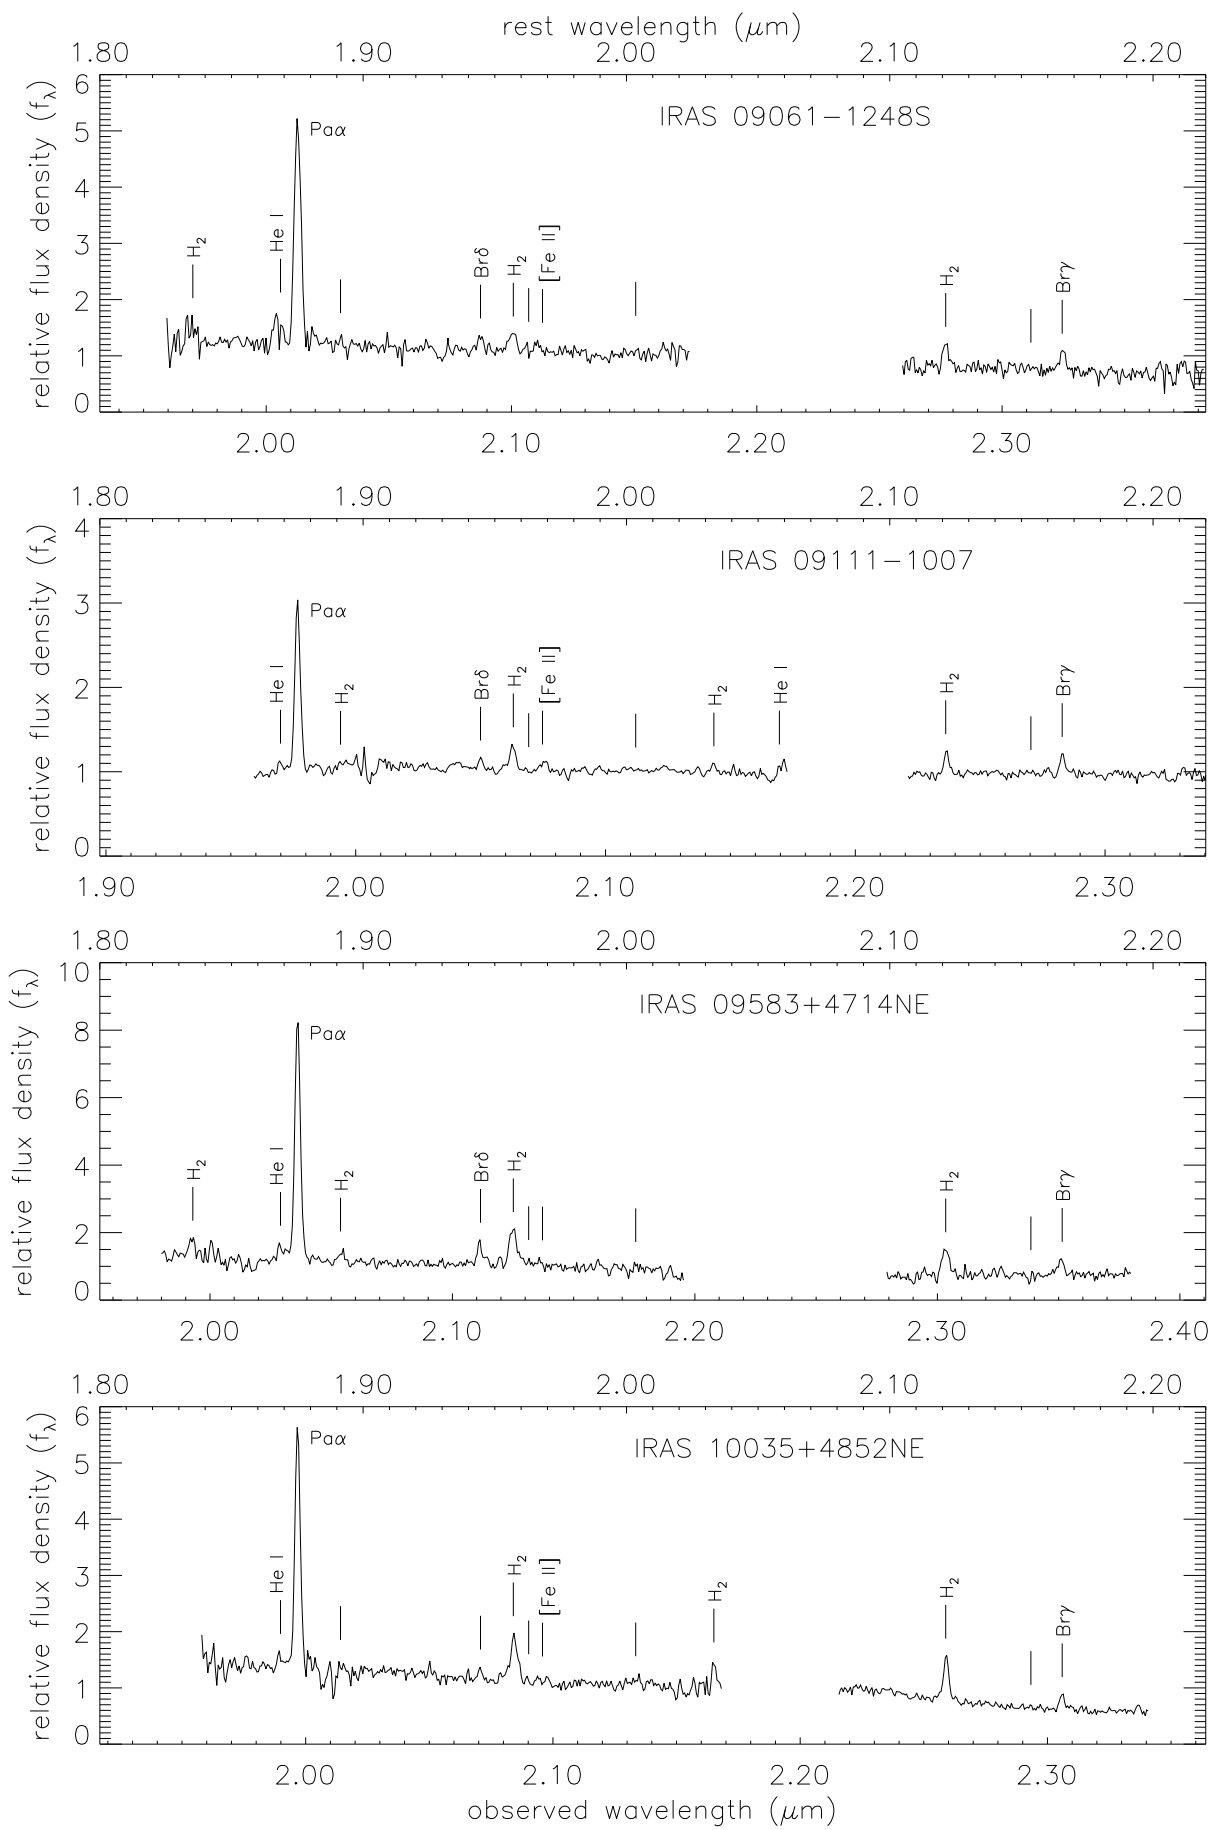 rest wavelength (μm)
1.80 1.90 2.00 2.10 2.20
relative flux density (fλ)
6
5
4
3
2
1
0
IRAS 09061−1248S
Paα
H2
He I
Brδ
H2
[Fe II]
H2
Brγ
2.00 2.10 2.20 2.30
1.80 1.90 2.00 2.10 2.20
relative flux density (fλ)
4
3
2
1
0
IRAS 09111−1007
Paα
He I
H2
Brδ
H2
[Fe II]
H2
He I
H2
Brγ
1.90 2.00 2.10 2.20 2.30
1.80 1.90 2.00 2.10 2.20
relative flux density (fλ)
10
8
6
4
2
0
IRAS 09583+4714NE
Paα
H2
He I
H2
Brδ
H2
H2
Brγ
2.00 2.10 2.20 2.30 2.40
1.80 1.90 2.00 2.10 2.20
relative flux density (fλ)
6
5
4
3
2
1
0
IRAS 10035+4852NE
Paα
He I
H2
[Fe II]
H2
H2
Brγ
2.00 2.10 2.20 2.30
observed wavelength (μm)